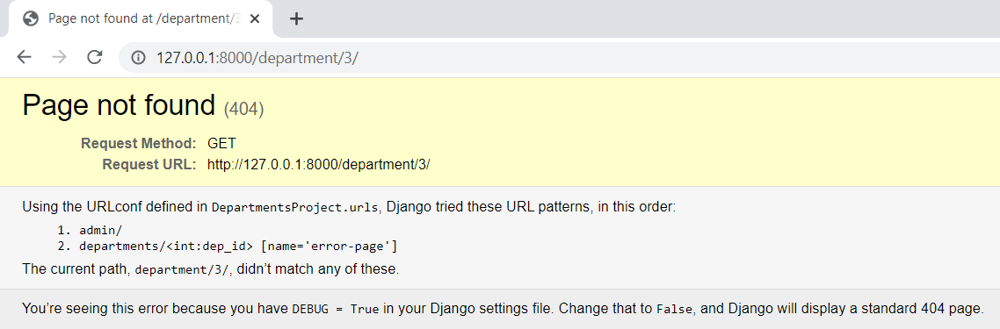 Page not found at /department/3
127.0.0.1:8000/department/3/
Page not found (404)
Request Method: GET
Request URL: http://127.0.0.1:8000/department/3/
Using the URLconf defined in DepartmentsProject.urls, Django tried these URL patterns, in this order:
1. admin/
2. departments/<int:dep_id> [name='error-page']
The current path, department/3/, didn’t match any of these.
You’re seeing this error because you have DEBUG = True in your Django settings file. Change that to False, and Django will display a standard 404 page.